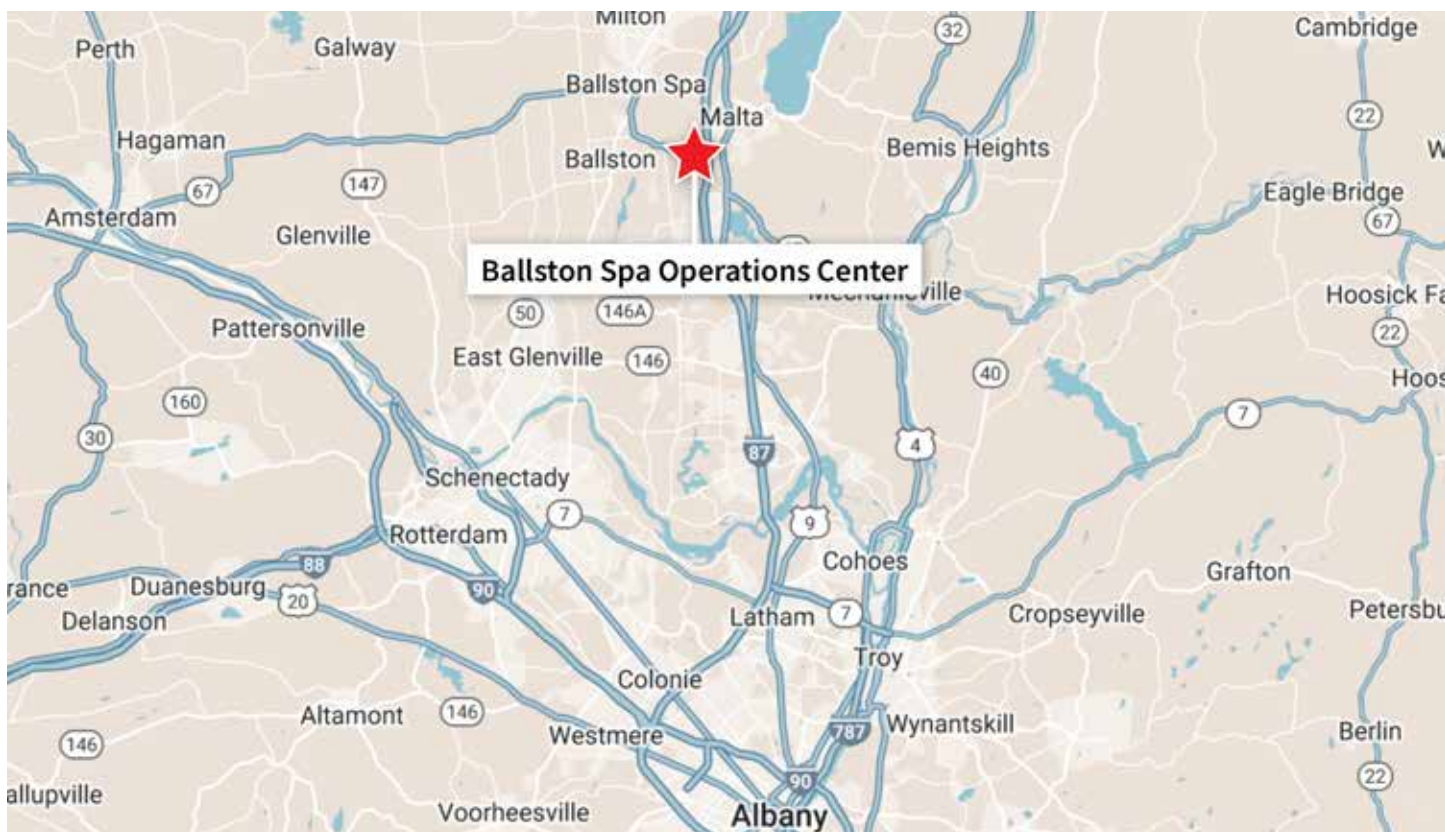 Milton
Cambridge
32
Perth
Galway
Ballston Spa
Malta
22
Hagaman
Ballston
Bemis Heights
W
147
67
Eagle Bridge
Amsterdam
Glenville
67
Ballston Spa Operations Center
Hoosick Fa
50
146A
Pattersonville
22
East Glenville
146
40
Hoos
160
7
30
4
87
Schenectady
7
9
Rotterdam
Cohoes
88
Grafton
rance
Duanesburg
90
20
Petersbu
Delanson
Latham
7
Cropseyville
Troy
Colonie
Altamont
146
Wynantskill
Westmere
787
Berlin
146
90
22
allupville
Voorheesville
Albany